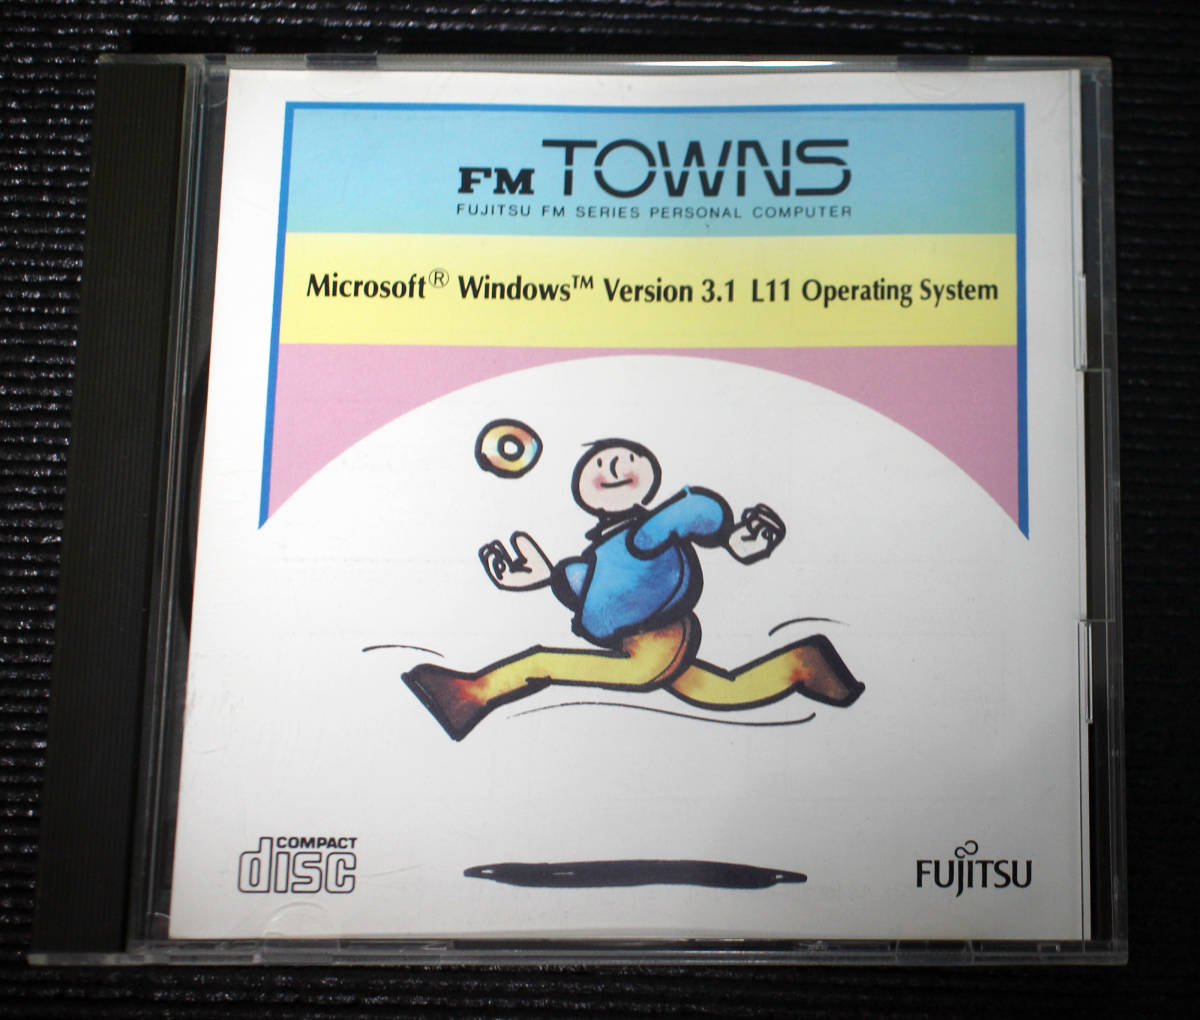 FM TOWNS
FUJITSU FM SERIES PERSONAL COMPUTER
Microsoft® Windows™ Version 3.1 L11 Operating System
COMPACT
disc
FUJITSU